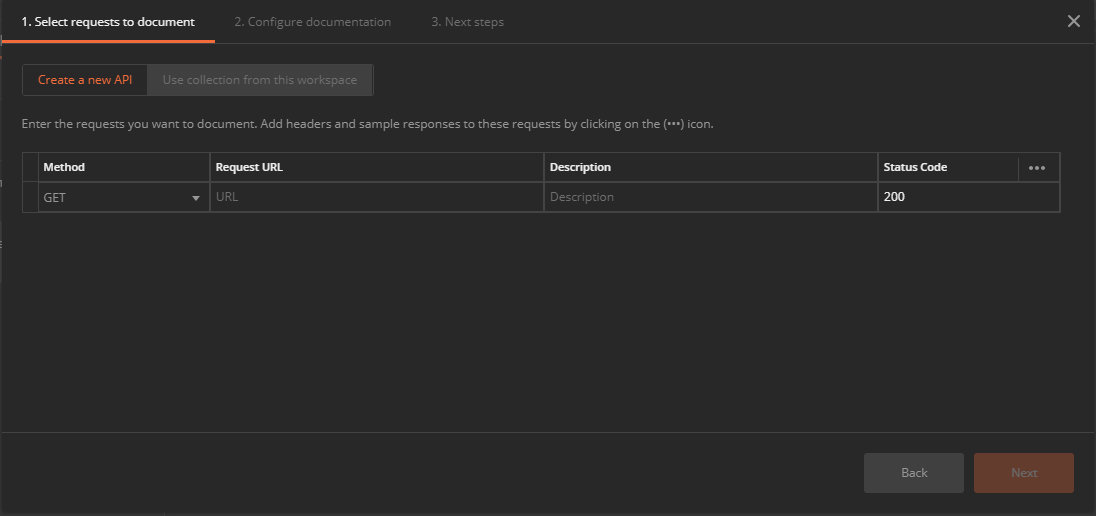 1. Select requests to document 2. Configure documentation 3. Next steps
Create a new API Use collection from this workspace
Enter the requests you want to document. Add headers and sample responses to these requests by clicking on the (•••) icon.
Method Request URL Description Status Code •••
GET URL Description 200
Back Next